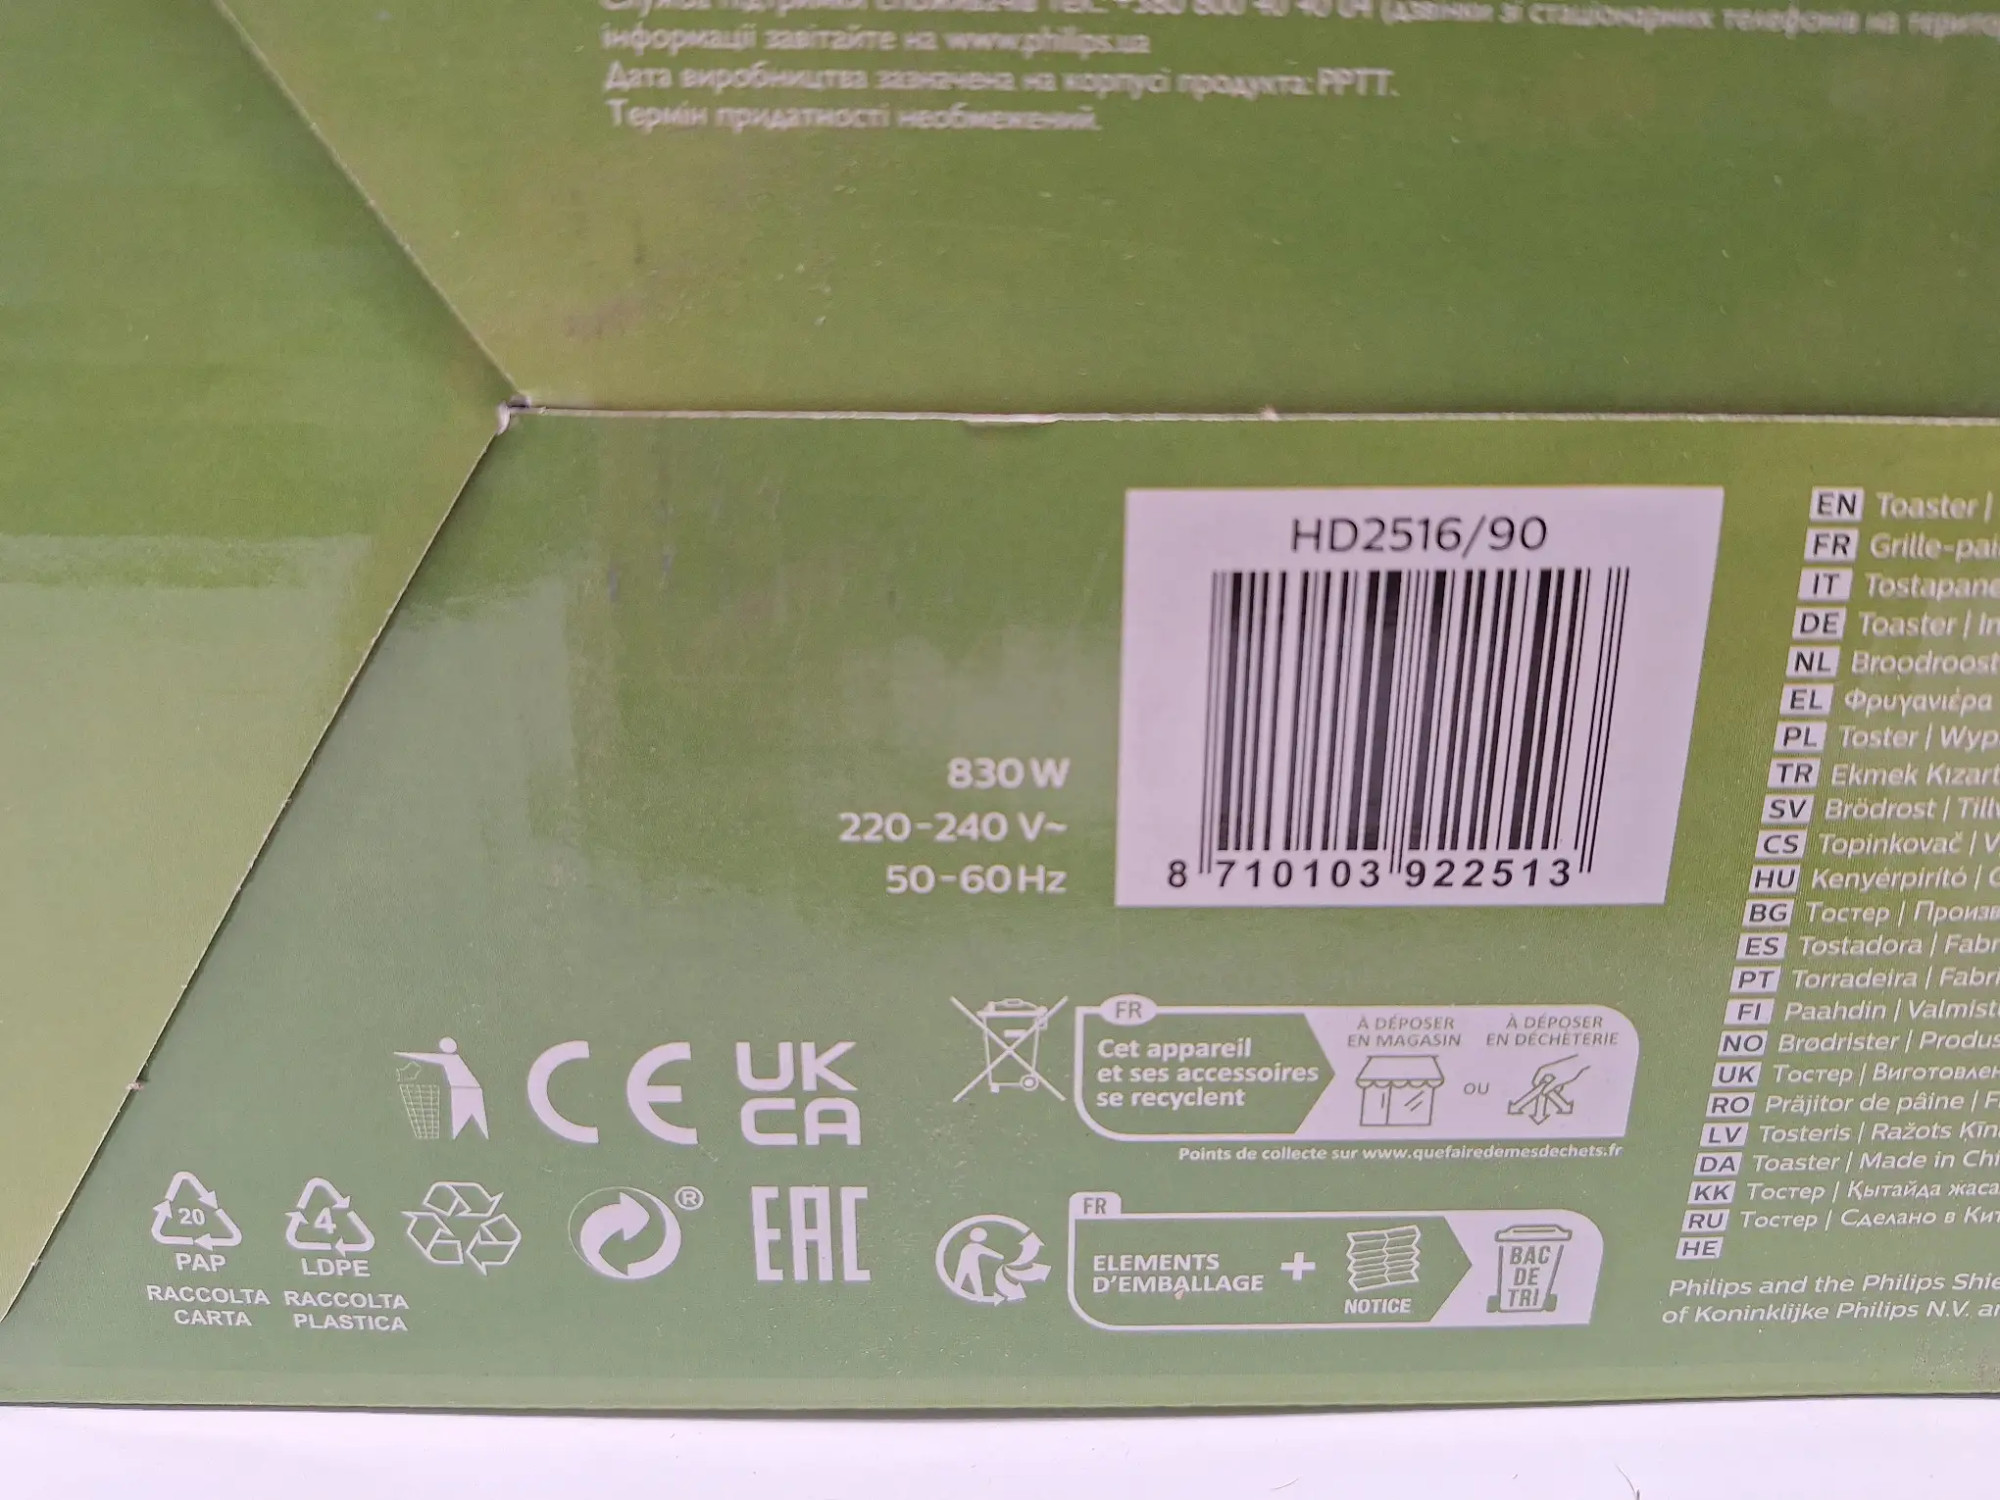 інформації завітайте на www.philips.ua
Дата виробництва зазначена на корпусі продукта: РРТТ.
Термін придатності необмежений.
HD2516/90
8 710103 922513
830 W
220-240 V~
50-60 Hz
EN Toaster |
FR Grille-pai
IT Tostapane
DE Toaster | In
NL Broodroost
EL Φρυγανιέρα
PL Toster | Wyp
TR Ekmek Kızart
SV Brödrost | Tillv
CS Topinkovač | V
HU Kenyérpirító |
BG Тостер | Произв
ES Tostadora | Fabr
PT Torradeira | Fabri
FI Paahdin | Valmist
NO Brødrister | Produs
UK Тостер | Виготовлен
RO Prăjitor de pâine | F
LV Tosteris | Ražots Ķīn
DA Toaster | Made in Chi
KK Тостер | Қытайда жаса
RU Тостер | Сделано в Кит
HE
Philips and the Philips Shie
of Koninklijke Philips N.V. an
CE
UK
CA
FR
Cet appareil
et ses accessoires
se recyclent
À DÉPOSER
EN MAGASIN
OU
À DÉPOSER
EN DÉCHÈTERIE
Points de collecte sur www.quefairedemesdechets.fr
20
PAP
RACCOLTA
CARTA
4
LDPE
RACCOLTA
PLASTICA
®
EAC
FR
ELEMENTS
D'EMBALLAGE
+
NOTICE
BAC
DE
TRI